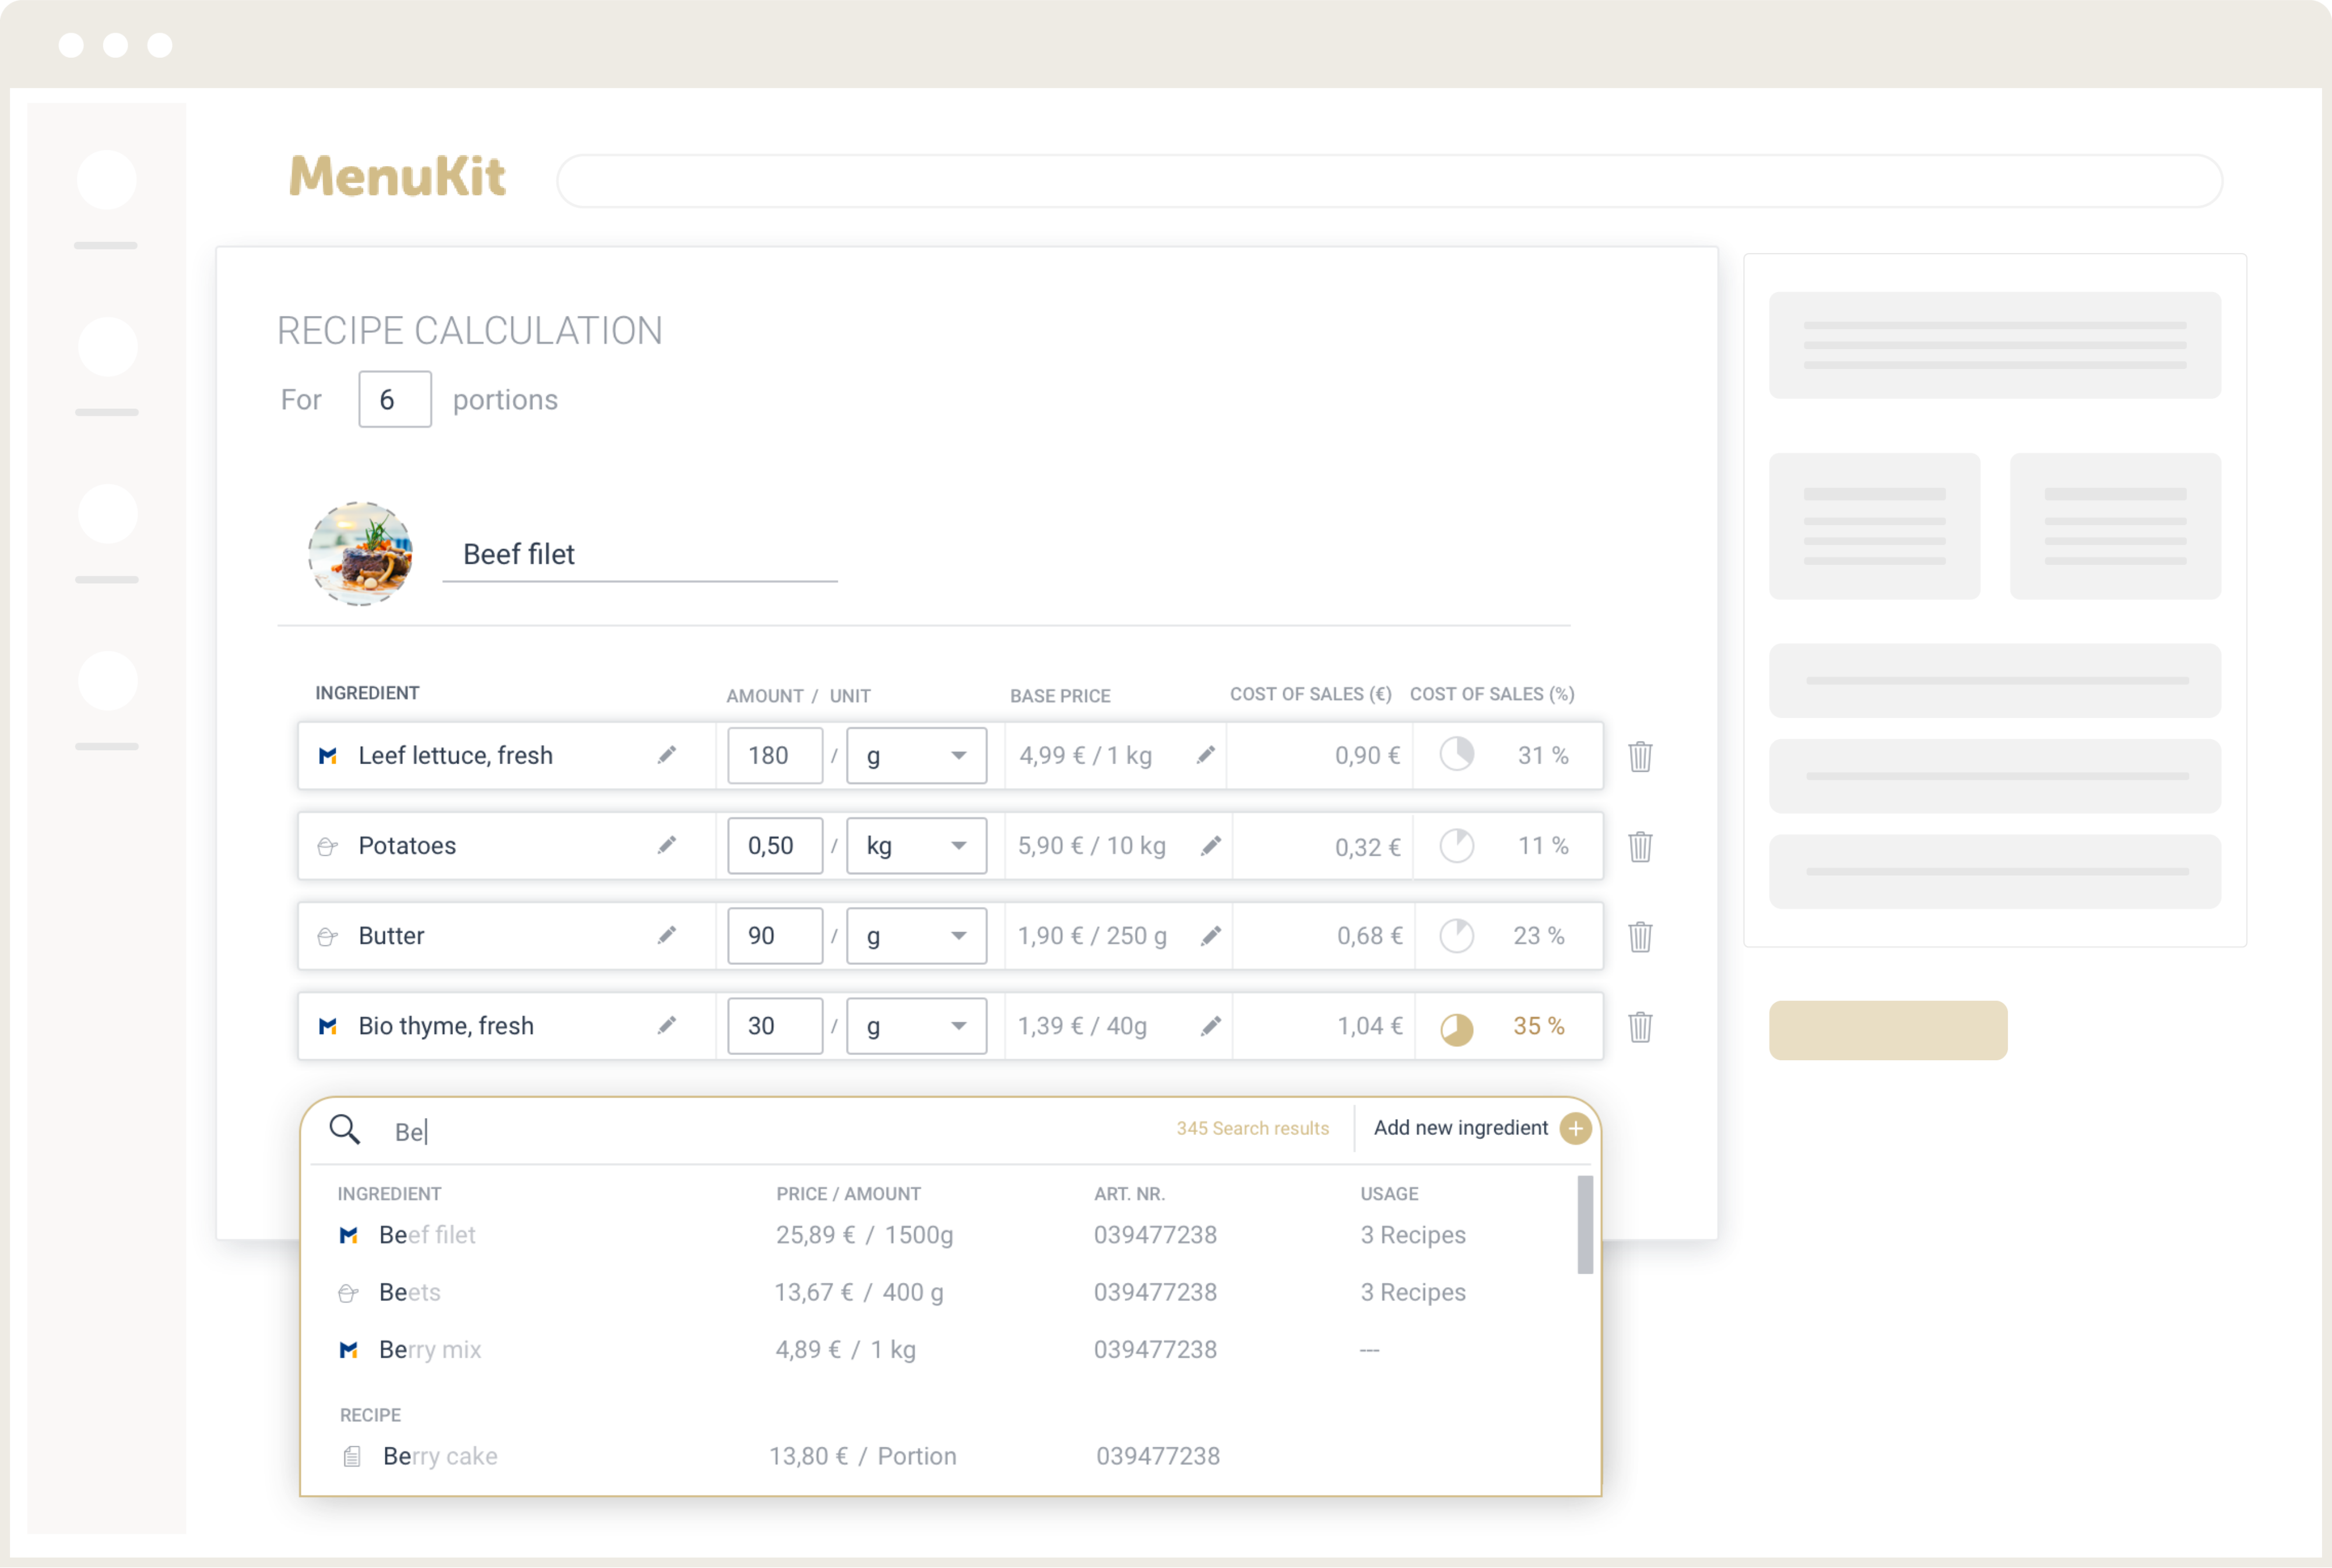 MenuKit
RECIPE CALCULATION
For 6 portions
Beef filet
INGREDIENT AMOUNT / UNIT BASE PRICE COST OF SALES (€) COST OF SALES (%)
Leef lettuce, fresh 180 / g 4,99 € / 1 kg 0,90 € 31 %
Potatoes 0,50 / kg 5,90 € / 10 kg 0,32 € 11 %
Butter 90 / g 1,90 € / 250 g 0,68 € 23 %
Bio thyme, fresh 30 / g 1,39 € / 40g 1,04 € 35 %
Be 345 Search results Add new ingredient
INGREDIENT PRICE / AMOUNT ART. NR. USAGE
Beef filet 25,89 € / 1500g 039477238 3 Recipes
Beets 13,67 € / 400 g 039477238 3 Recipes
Berry mix 4,89 € / 1 kg 039477238 ---
RECIPE
Berry cake 13,80 € / Portion 039477238